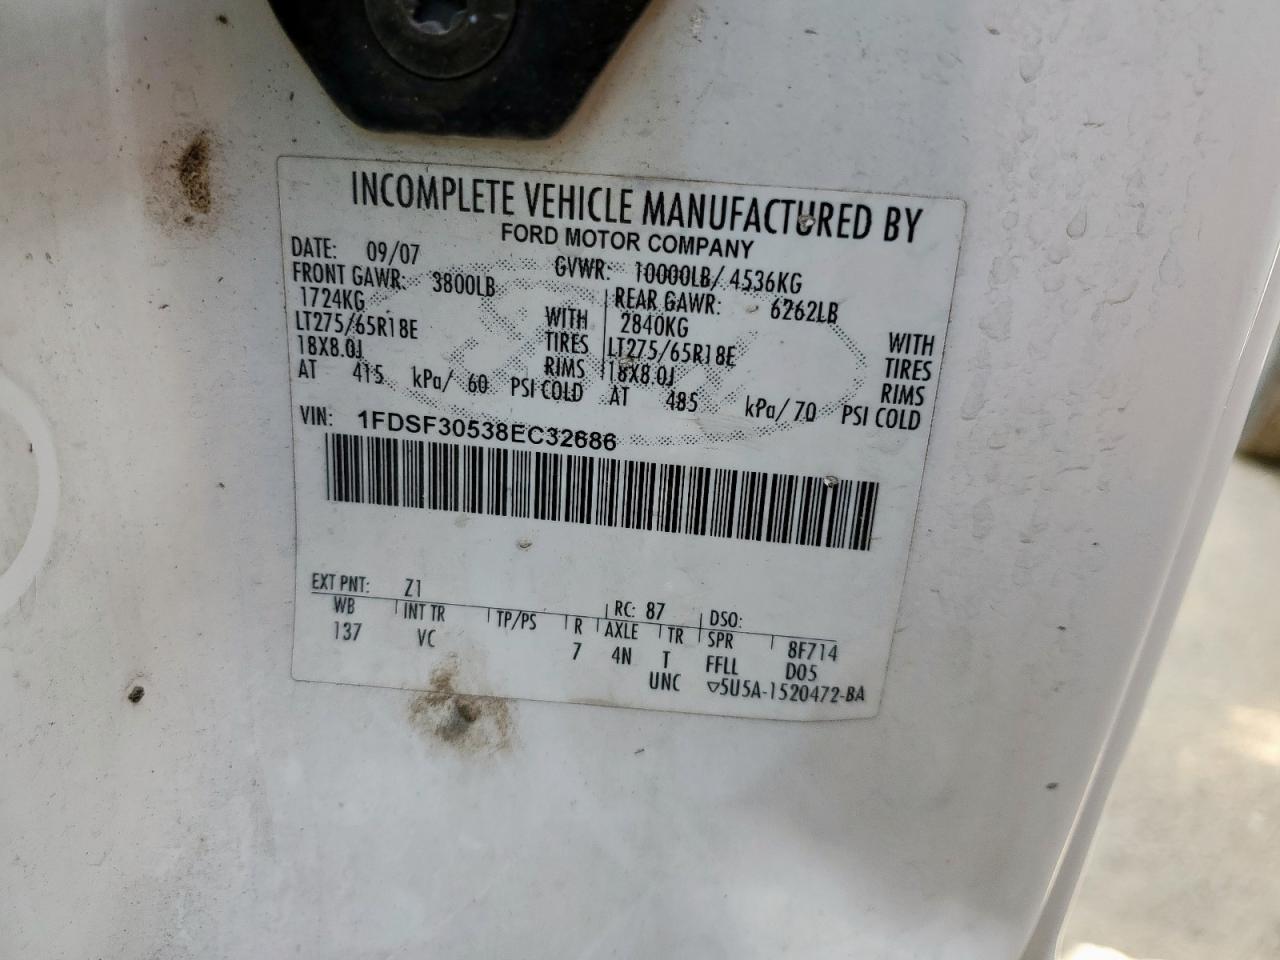 INCOMPLETE VEHICLE MANUFACTURED BY
FORD MOTOR COMPANY
DATE: 09/07 GVWR: 10000LB/ 4536KG
FRONT GAWR: 3800LB REAR GAWR: 6262LB
1724KG WITH 2840KG WITH
LT275/65R18E TIRES LT275/65R18E TIRES
18X8.0J RIMS 18X8.0J RIMS
AT 415 kPa/ 60 PSI COLD AT 485 kPa/ 70 PSI COLD
VIN: 1FDSF30538EC32686
EXT PNT: Z1 RC: 87 DSO:
WB INT TR TP/PS R AXLE TR SPR 8F714
137 VC 7 4N T FFLL D05
UNC ▽5U5A-1520472-BA